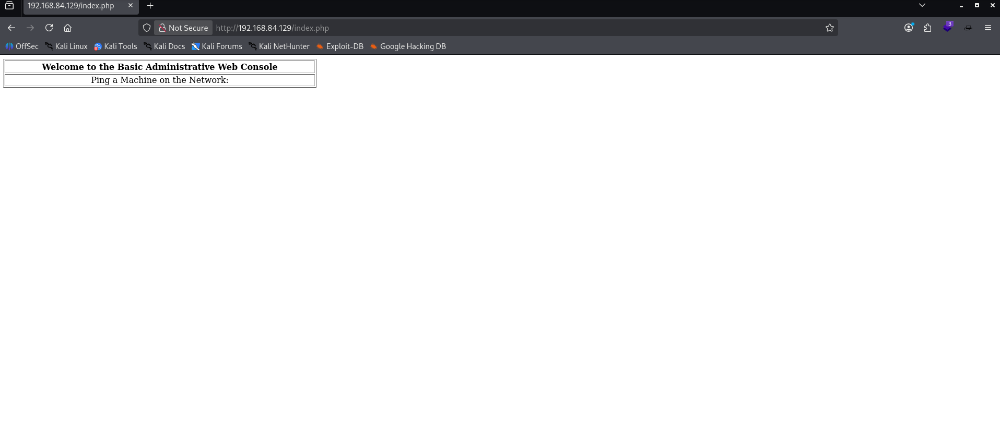 192.168.84.129/index.php
Not Secure http://192.168.84.129/index.php
3
OffSec Kali Linux Kali Tools Kali Docs Kali Forums Kali NetHunter Exploit-DB Google Hacking DB
Welcome to the Basic Administrative Web Console
Ping a Machine on the Network: